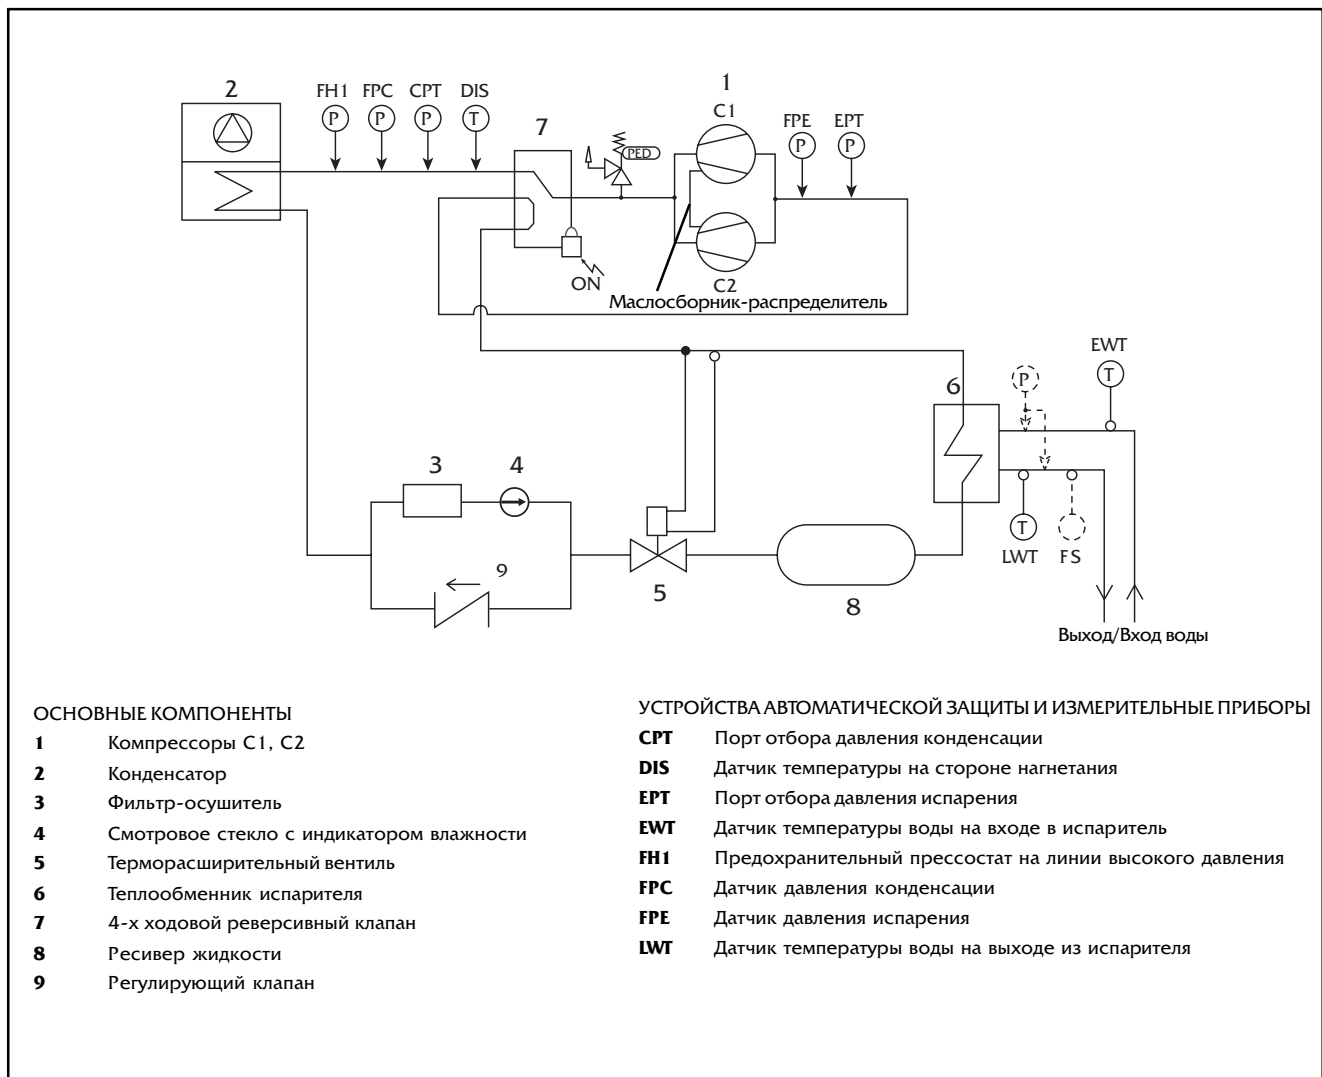 1
2
FH1 FPC CPT DIS
P P P T
7
C1
FPE EPT
P P
PED
ON
C2
Маслосборник-распределитель
EWT
T
P
6
3 4
9
T
LWT FS
5
8
Выход/Вход воды
ОСНОВНЫЕ КОМПОНЕНТЫ
1 Компрессоры C1, C2
2 Конденсатор
3 Фильтр-осушитель
4 Смотровое стекло с индикатором влажности
5 Терморасширительный вентиль
6 Теплообменник испарителя
7 4-х ходовой реверсивный клапан
8 Ресивер жидкости
9 Регулирующий клапан
УСТРОЙСТВА АВТОМАТИЧЕСКОЙ ЗАЩИТЫ И ИЗМЕРИТЕЛЬНЫЕ ПРИБОРЫ
CPT Порт отбора давления конденсации
DIS Датчик температуры на стороне нагнетания
EPT Порт отбора давления испарения
EWT Датчик температуры воды на входе в испаритель
FH1 Предохранительный прессостат на линии высокого давления
FPC Датчик давления конденсации
FPE Датчик давления испарения
LWT Датчик температуры воды на выходе из испарителя